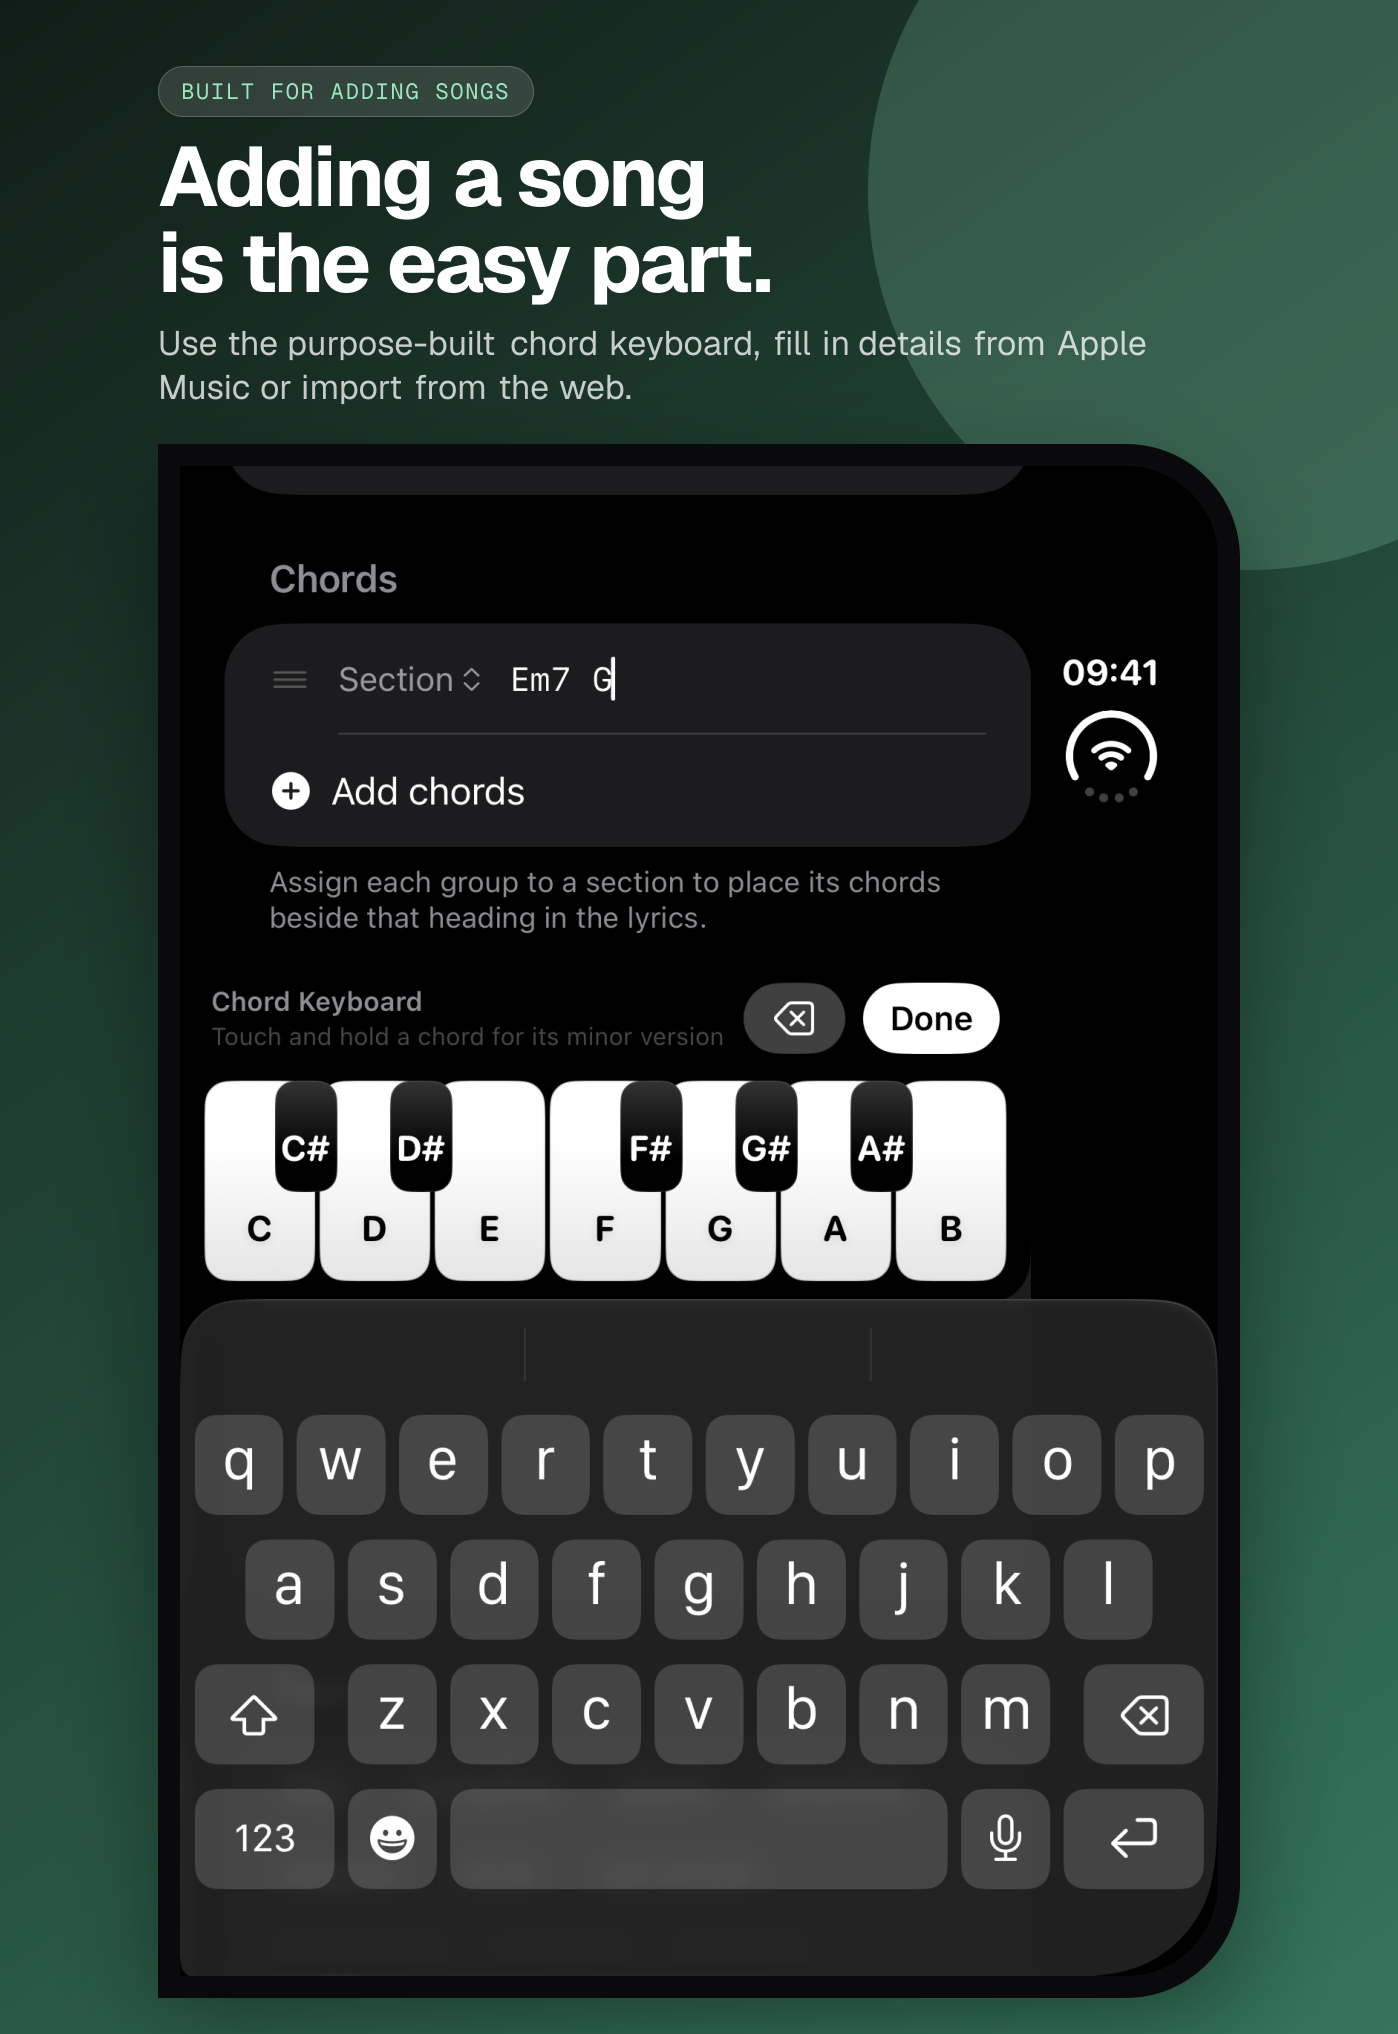 BUILT FOR ADDING SONGS
Adding a song
is the easy part.
Use the purpose-built chord keyboard, fill in details from Apple
Music or import from the web.
Chords
Section Em7 G
09:41
Add chords
Assign each group to a section to place its chords
beside that heading in the lyrics.
Chord Keyboard
Touch and hold a chord for its minor version
Done
C# D# F# G# A#
C D E F G A B
q w e r t y u i o p
a s d f g h j k l
z x c v b n m
123